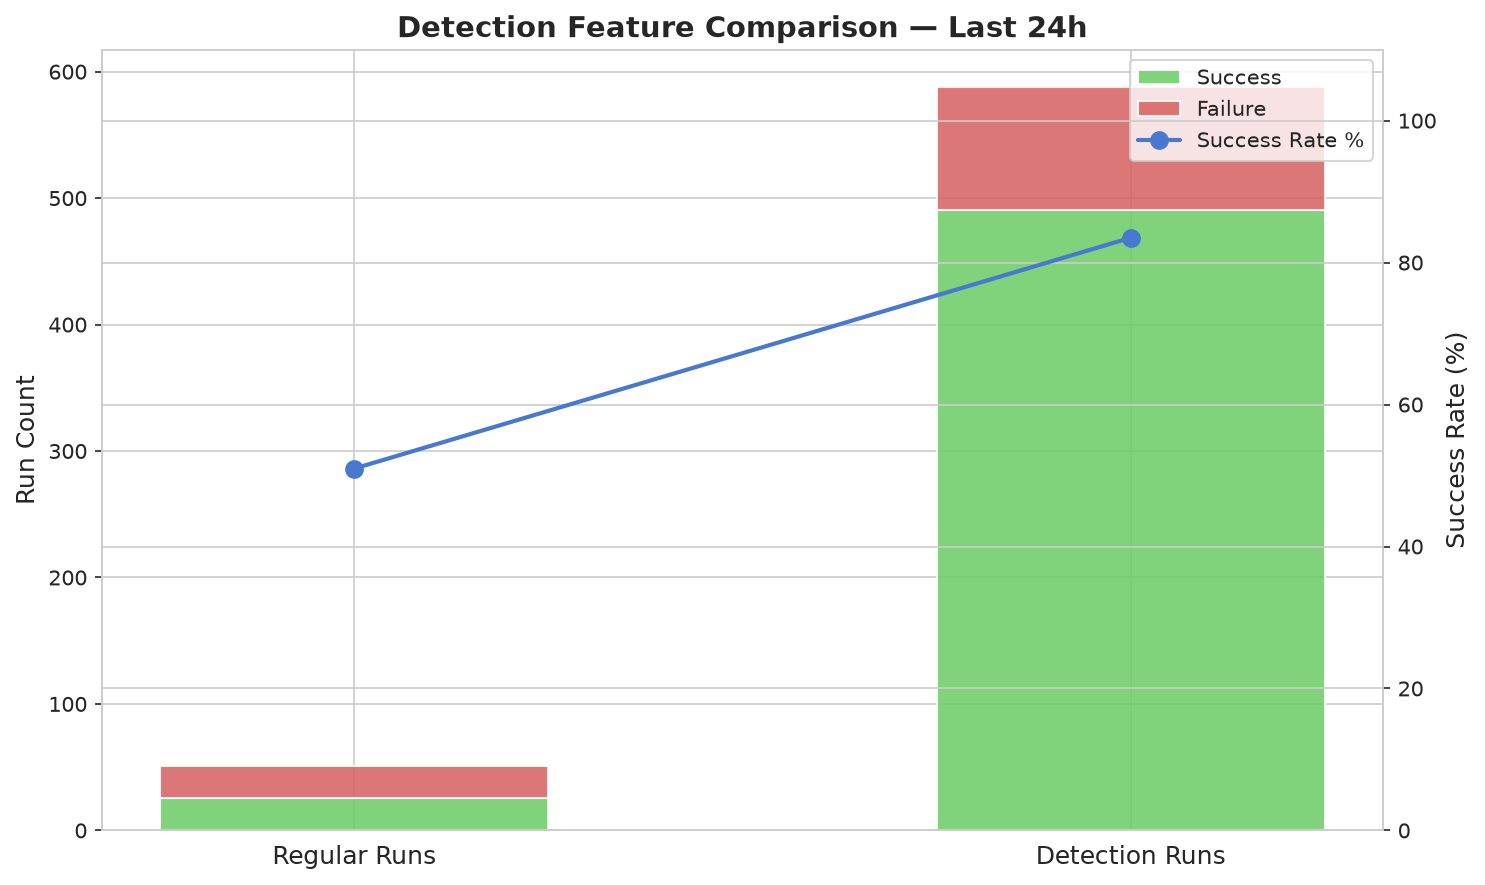 Detection Feature Comparison — Last 24h
Success
Failure
Success Rate %
Run Count
600
500
400
300
200
100
0
Success Rate (%)
100
80
60
40
20
0
Regular Runs
Detection Runs